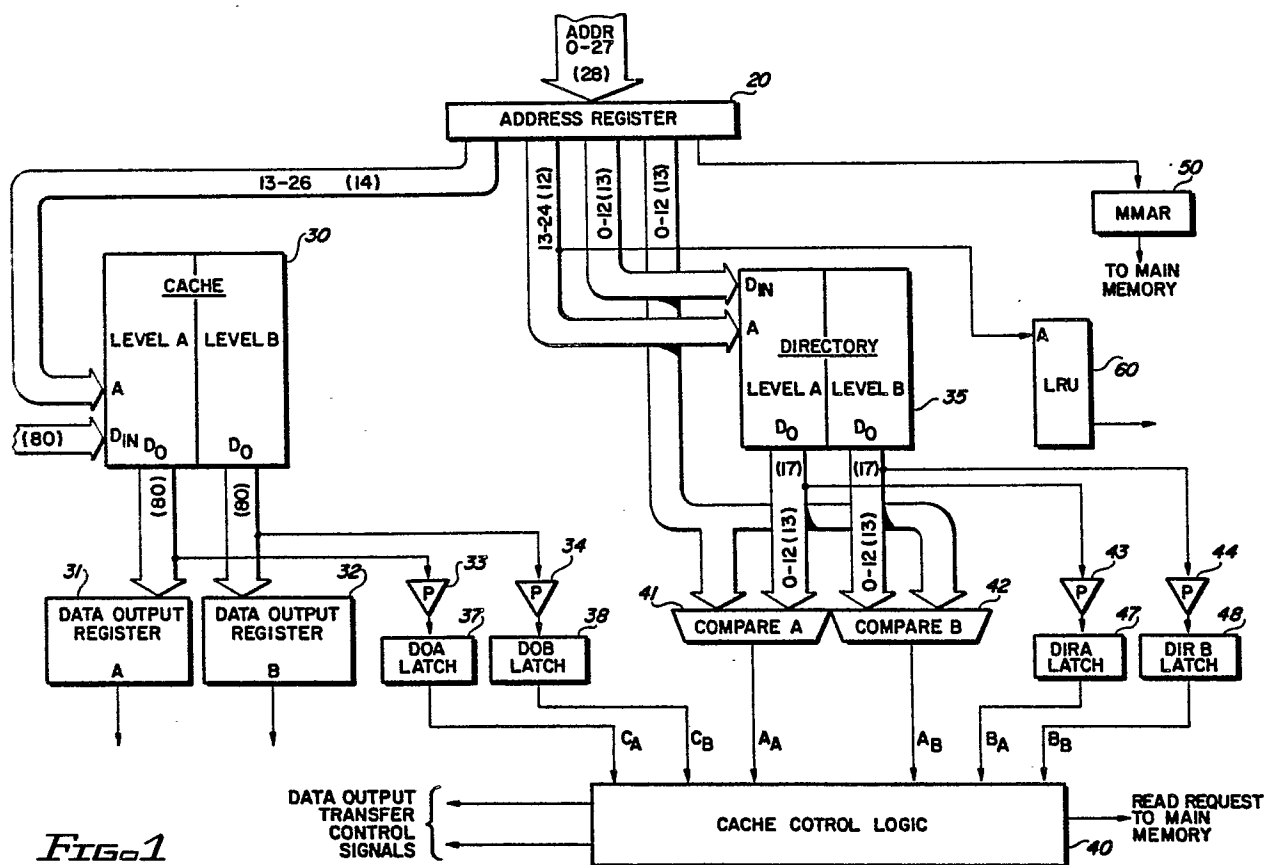 ADDR
0-27
(28)
20
ADDRESS REGISTER
13-26 (14)
13-24 (12)
0-12 (13)
0-12 (13)
50
MMAR
TO MAIN
MEMORY
30
CACHE
LEVEL A
LEVEL B
A
DIN
DO
DO
(80)
DIN
A
DIRECTORY
LEVEL A
LEVEL B
DO
DO
35
A
LRU
60
(80)
(80)
(17)
(17)
0-12 (13)
0-12 (13)
31
DATA OUTPUT
REGISTER
A
32
DATA OUTPUT
REGISTER
B
33
P
34
P
37
DOA
LATCH
38
DOB
LATCH
41
COMPARE A
42
COMPARE B
43
P
44
P
47
DIRA
LATCH
48
DIR B
LATCH
CA
CB
AA
AB
BA
BB
DATA OUTPUT
TRANSFER
CONTROL
SIGNALS
CACHE COTROL LOGIC
40
READ REQUEST
TO MAIN
MEMORY
FIG.1